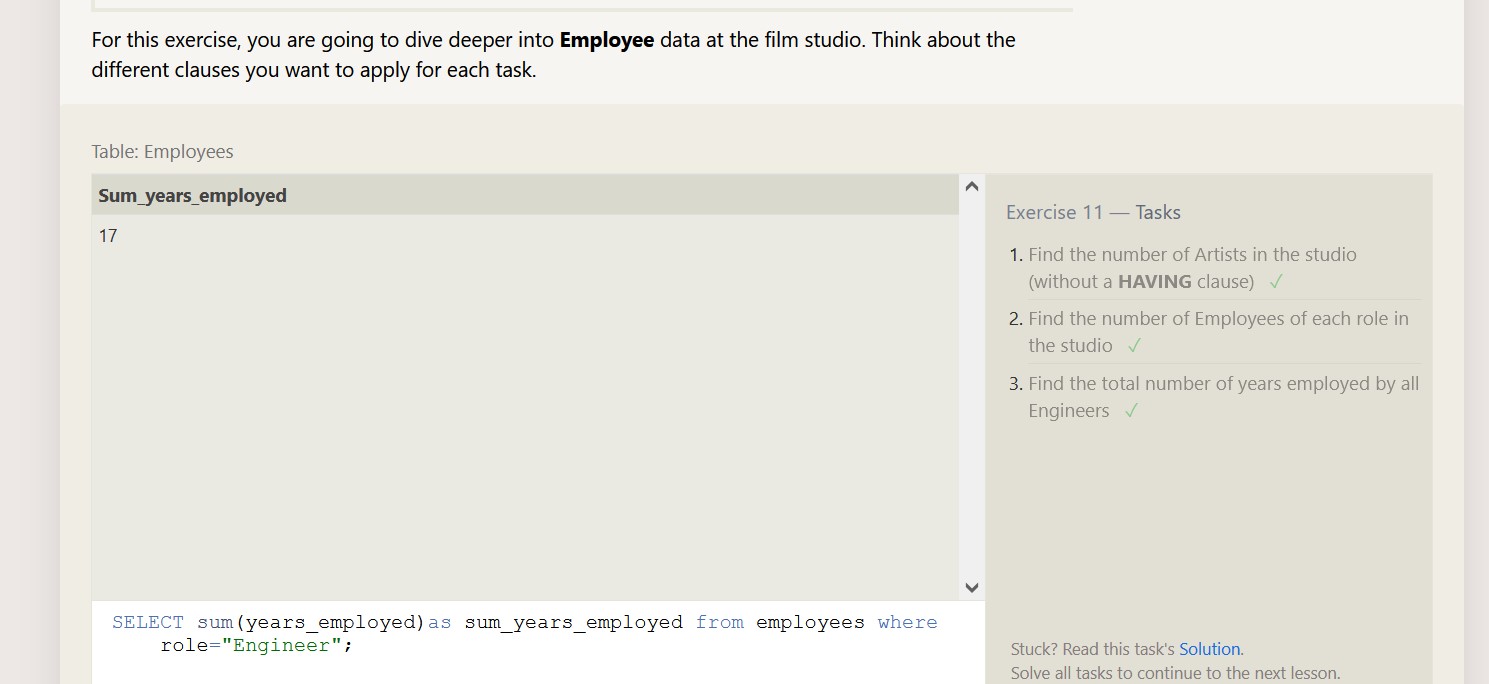 For this exercise, you are going to dive deeper into Employee data at the film studio. Think about the
different clauses you want to apply for each task.
Table: Employees
Sum_years_employed
17
SELECT sum(years_employed)as sum_years_employed from employees where
role="Engineer";
Exercise 11 — Tasks
1. Find the number of Artists in the studio
(without a HAVING clause) ✓
2. Find the number of Employees of each role in
the studio ✓
3. Find the total number of years employed by all
Engineers ✓
Stuck? Read this task's Solution.
Solve all tasks to continue to the next lesson.